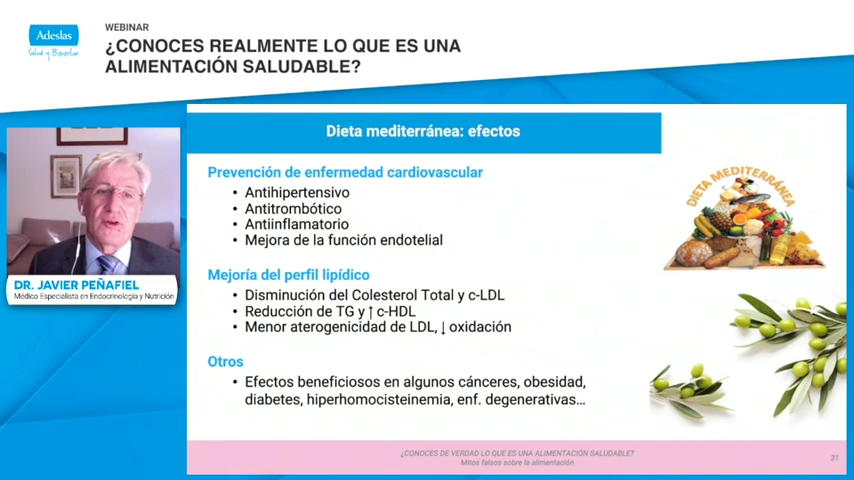 Adeslas
Salud y Bienestar
WEBINAR
¿CONOCES REALMENTE LO QUE ES UNA
ALIMENTACIÓN SALUDABLE?
DR. JAVIER PEÑAFIEL
Médico Especialista en Endocrinología y Nutrición
Dieta mediterránea: efectos
Prevención de enfermedad cardiovascular
• Antihipertensivo
• Antitrombótico
• Antiinflamatorio
• Mejora de la función endotelial
Mejoría del perfil lipídico
• Disminución del Colesterol Total y c-LDL
• Reducción de TG y ↑ c-HDL
• Menor aterogenicidad de LDL, ↓ oxidación
Otros
• Efectos beneficiosos en algunos cánceres, obesidad,
diabetes, hiperhomocisteinemia, enf. degenerativas…
DIETA MEDITERRÁNEA
¿CONOCES DE VERDAD LO QUE ES UNA ALIMENTACIÓN SALUDABLE?
Mitos falsos sobre la alimentación
31